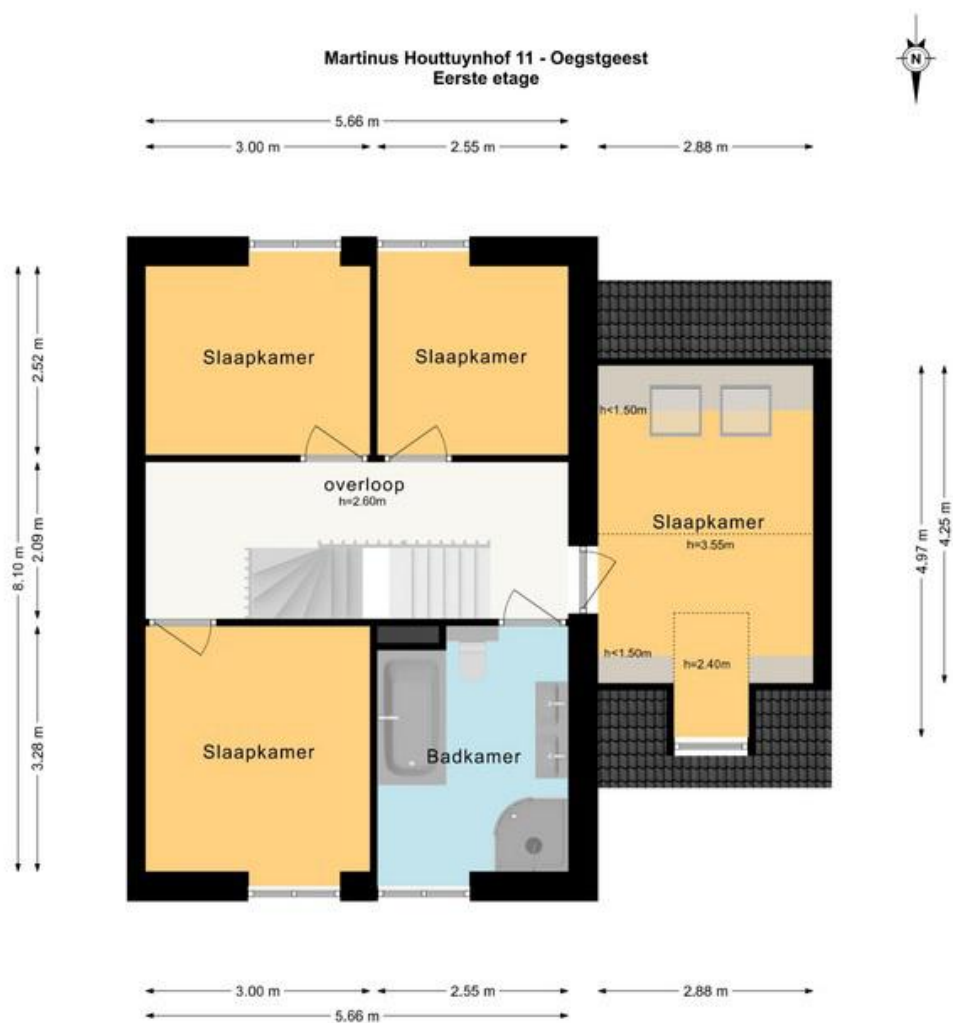 Martinus Houttuynhof 11 - Oegstgeest
Eerste etage
N
5.66 m
3.00 m
2.55 m
2.88 m
Slaapkamer
Slaapkamer
h<1.50m
overloop
h=2.60m
Slaapkamer
h=3.55m
h<1.50m
h=2.40m
Slaapkamer
Badkamer
8.10 m
2.52 m
2.09 m
3.28 m
4.97 m
4.25 m
3.00 m
2.55 m
2.88 m
5.66 m